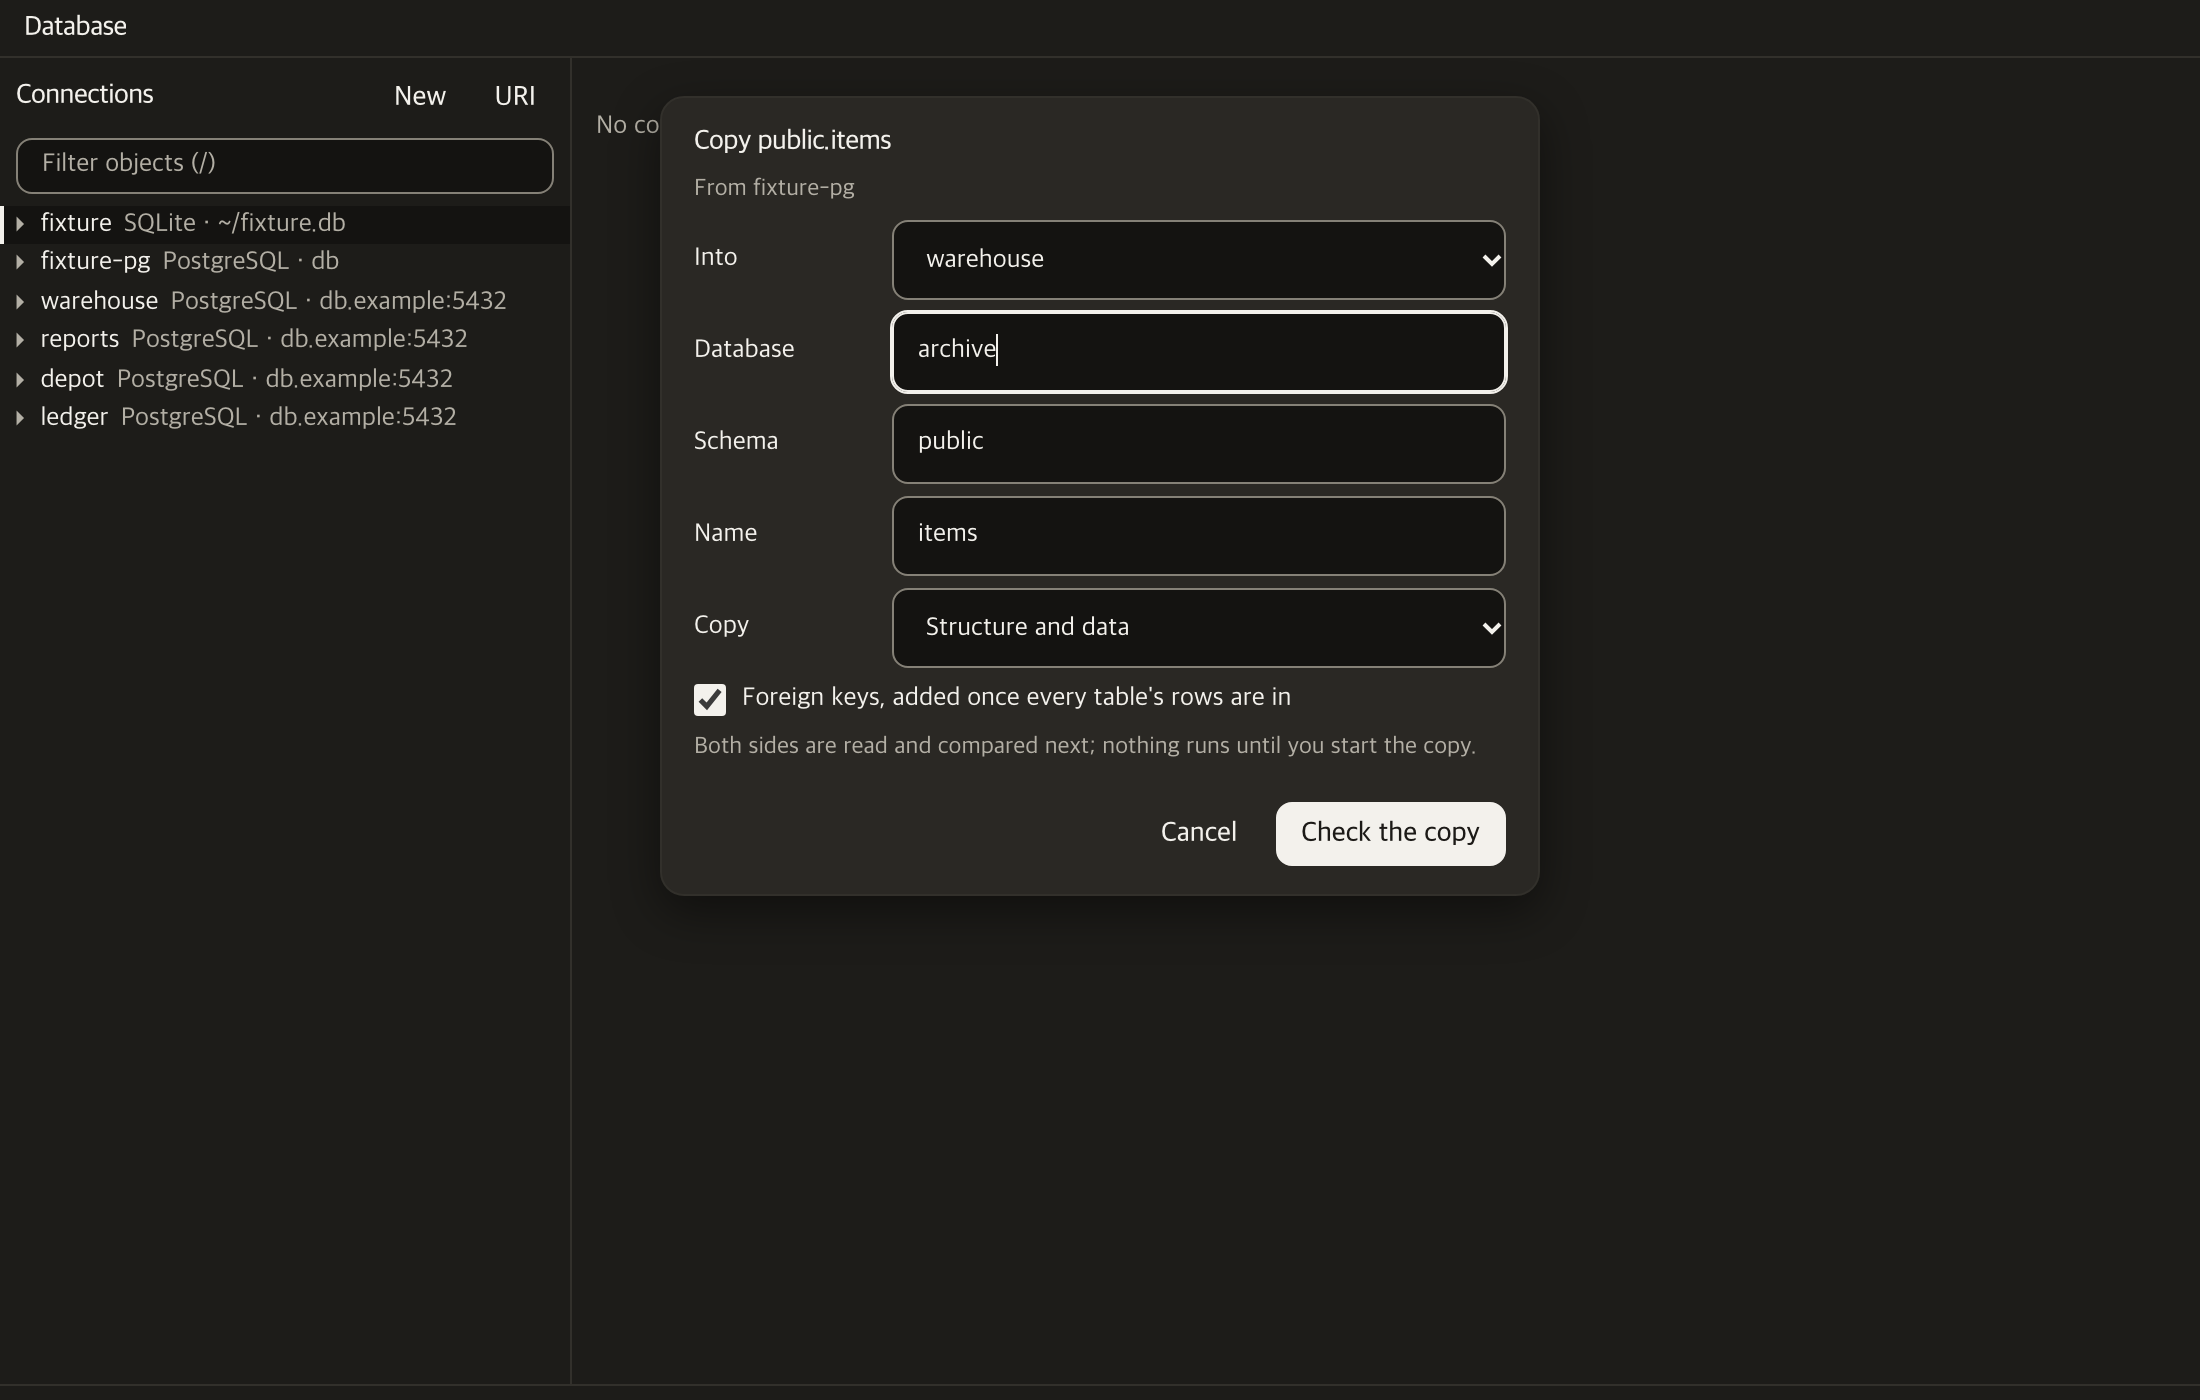 Database
Connections
New
URI
Filter objects (/)
fixture SQLite · ~/fixture.db
fixture-pg PostgreSQL · db
warehouse PostgreSQL · db.example:5432
reports PostgreSQL · db.example:5432
depot PostgreSQL · db.example:5432
ledger PostgreSQL · db.example:5432
No co
Copy public.items
From fixture-pg
Into
warehouse
Database
archive
Schema
public
Name
items
Copy
Structure and data
Foreign keys, added once every table's rows are in
Both sides are read and compared next; nothing runs until you start the copy.
Cancel
Check the copy